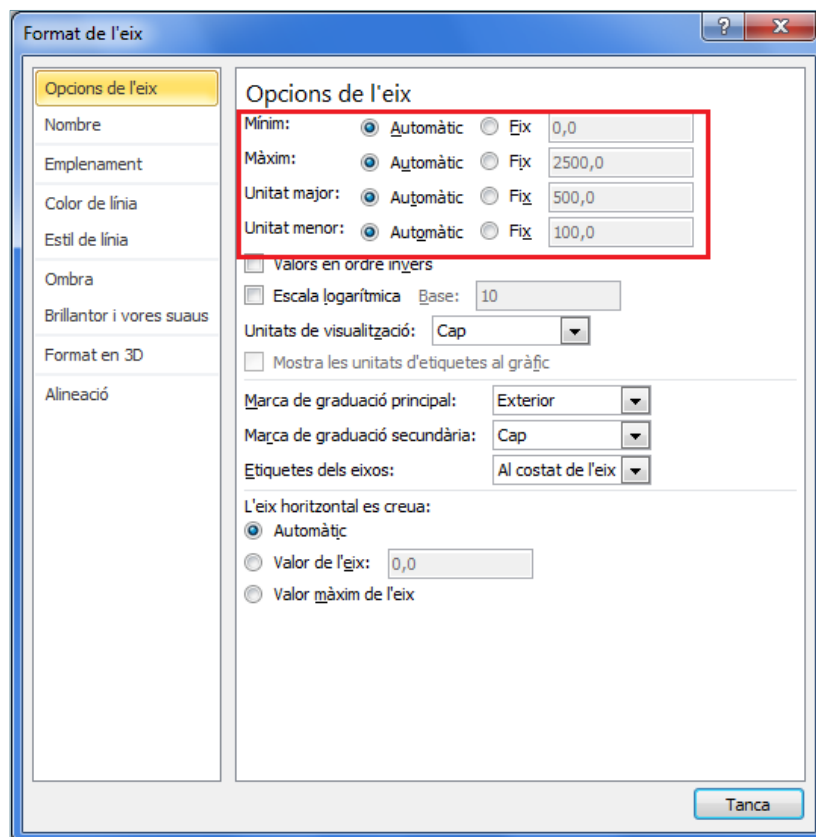 Format de l'eix
Opcions de l'eix
Nombre
Emplenament
Color de línia
Estil de línia
Ombra
Brillantor i vores suaus
Format en 3D
Alineació
Opcions de l'eix
Mínim: Automàtic Fix 0,0
Màxim: Automàtic Fix 2500,0
Unitat major: Automàtic Fix 500,0
Unitat menor: Automàtic Fix 100,0
Valors en ordre invers
Escala logarítmica Base: 10
Unitats de visualització: Cap
Mostra les unitats d'etiquetes al gràfic
Marca de graduació principal: Exterior
Marca de graduació secundària: Cap
Etiquetes dels eixos: Al costat de l'eix
L'eix horitzontal es creua:
Automàtic
Valor de l'eix: 0,0
Valor màxim de l'eix
Tanca